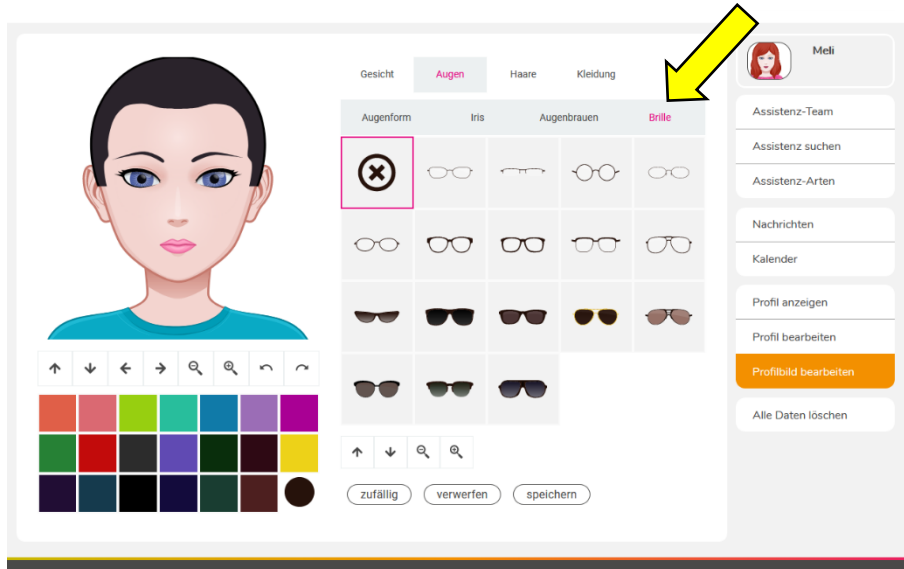 Gesicht Augen Haare Kleidung
Augenform Iris Augenbrauen Brille
zufällig verwerfen speichern
Meli
Assistenz-Team
Assistenz suchen
Assistenz-Arten
Nachrichten
Kalender
Profil anzeigen
Profil bearbeiten
Profilbild bearbeiten
Alle Daten löschen